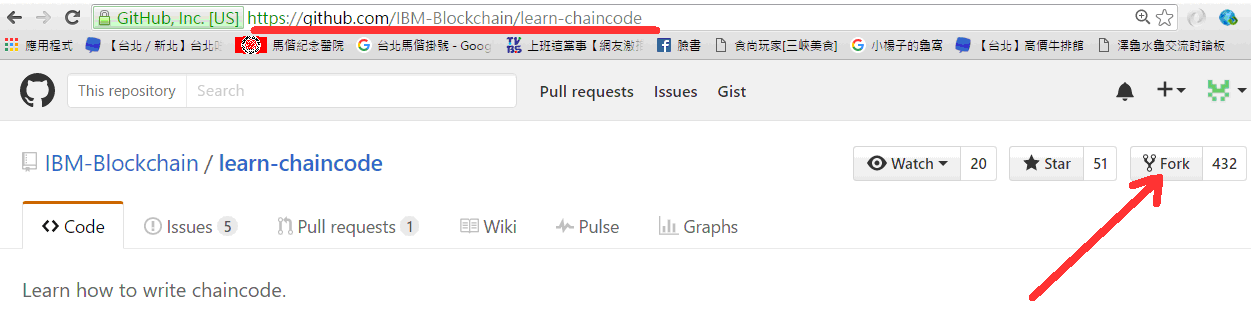 GitHub, Inc. [US] https://github.com/IBM-Blockchain/learn-chaincode
應用程式 【台北 / 新北】台北 馬偕紀念醫院 台北馬偕掛號 - Goog 上班這黨事【網友激 臉書 食尚玩家[三峽美食] 小楊子的龜窩 【台北】高價牛排館 澤龜水龜交流討論板
This repository Search Pull requests Issues Gist
IBM-Blockchain / learn-chaincode Watch 20 Star 51 Fork 432
Code Issues 5 Pull requests 1 Wiki Pulse Graphs
Learn how to write chaincode.